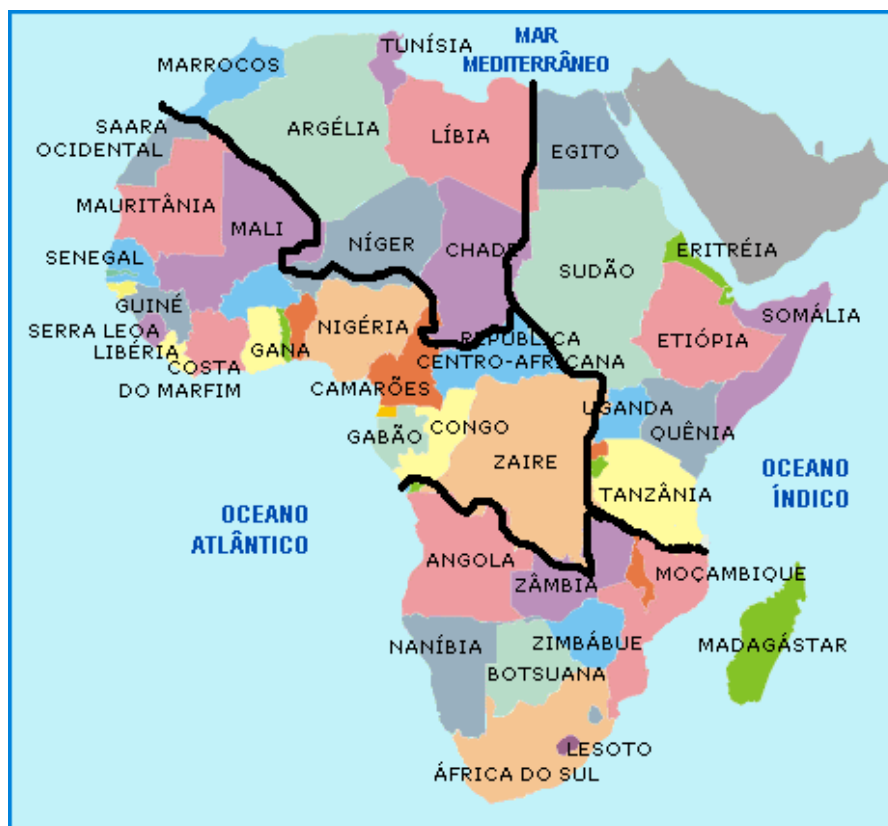 TUNÍSIA
MAR
MEDITERRÂNEO
MARROCOS
SAARA
OCIDENTAL
ARGÉLIA
LÍBIA
EGITO
MAURITÂNIA
MALI
NÍGER
CHADE
SUDÃO
ERITRÉIA
SENEGAL
GUINÉ
SERRA LEOA
LIBÉRIA
COSTA
DO MARFIM
GANA
NIGÉRIA
CAMARÕES
REPÚBLICA
CENTRO-AFRICANA
ETIÓPIA
SOMÁLIA
UGANDA
QUÊNIA
GABÃO
CONGO
ZAIRE
TANZÂNIA
OCEANO
ÍNDICO
OCEANO
ATLÂNTICO
ANGOLA
ZÂMBIA
MOÇAMBIQUE
NANÍBIA
ZIMBÁBUE
BOTSUANA
MADAGÁSTAR
LESOTO
ÁFRICA DO SUL